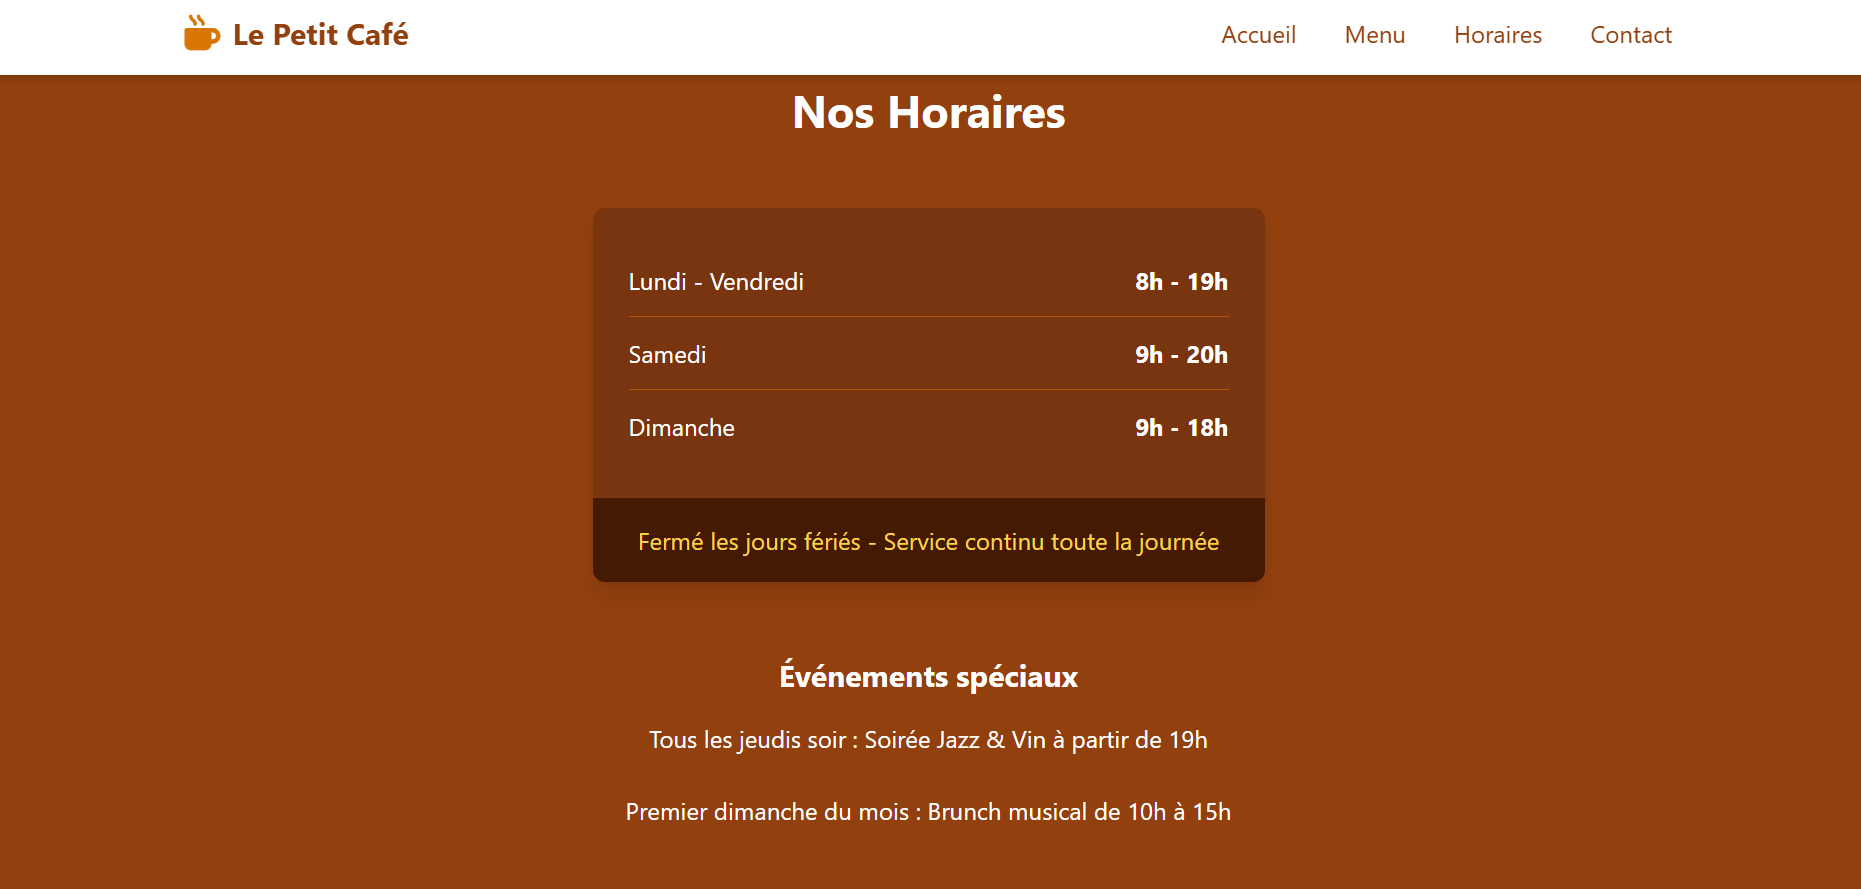 Le Petit Café
Accueil Menu Horaires Contact
Nos Horaires
Lundi - Vendredi 8h - 19h
Samedi 9h - 20h
Dimanche 9h - 18h
Fermé les jours fériés - Service continu toute la journée
Événements spéciaux
Tous les jeudis soir : Soirée Jazz & Vin à partir de 19h
Premier dimanche du mois : Brunch musical de 10h à 15h